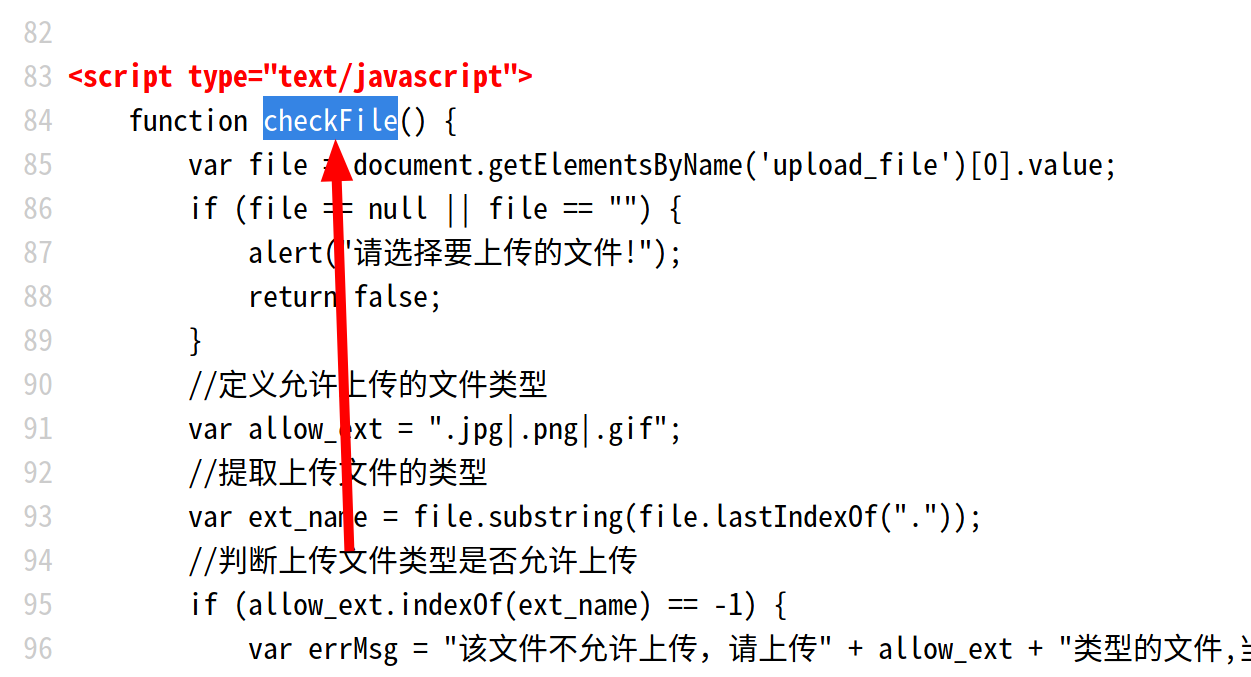 82
83 <script type="text/javascript">
84 function checkFile() {
85 var file = document.getElementsByName('upload_file')[0].value;
86 if (file == null || file == "") {
87 alert("请选择要上传的文件!");
88 return false;
89 }
90 //定义允许上传的文件类型
91 var allow_ext = ".jpg|.png|.gif";
92 //提取上传文件的类型
93 var ext_name = file.substring(file.lastIndexOf("."));
94 //判断上传文件类型是否允许上传
95 if (allow_ext.indexOf(ext_name) == -1) {
96 var errMsg = "该文件不允许上传，请上传" + allow_ext + "类型的文件,